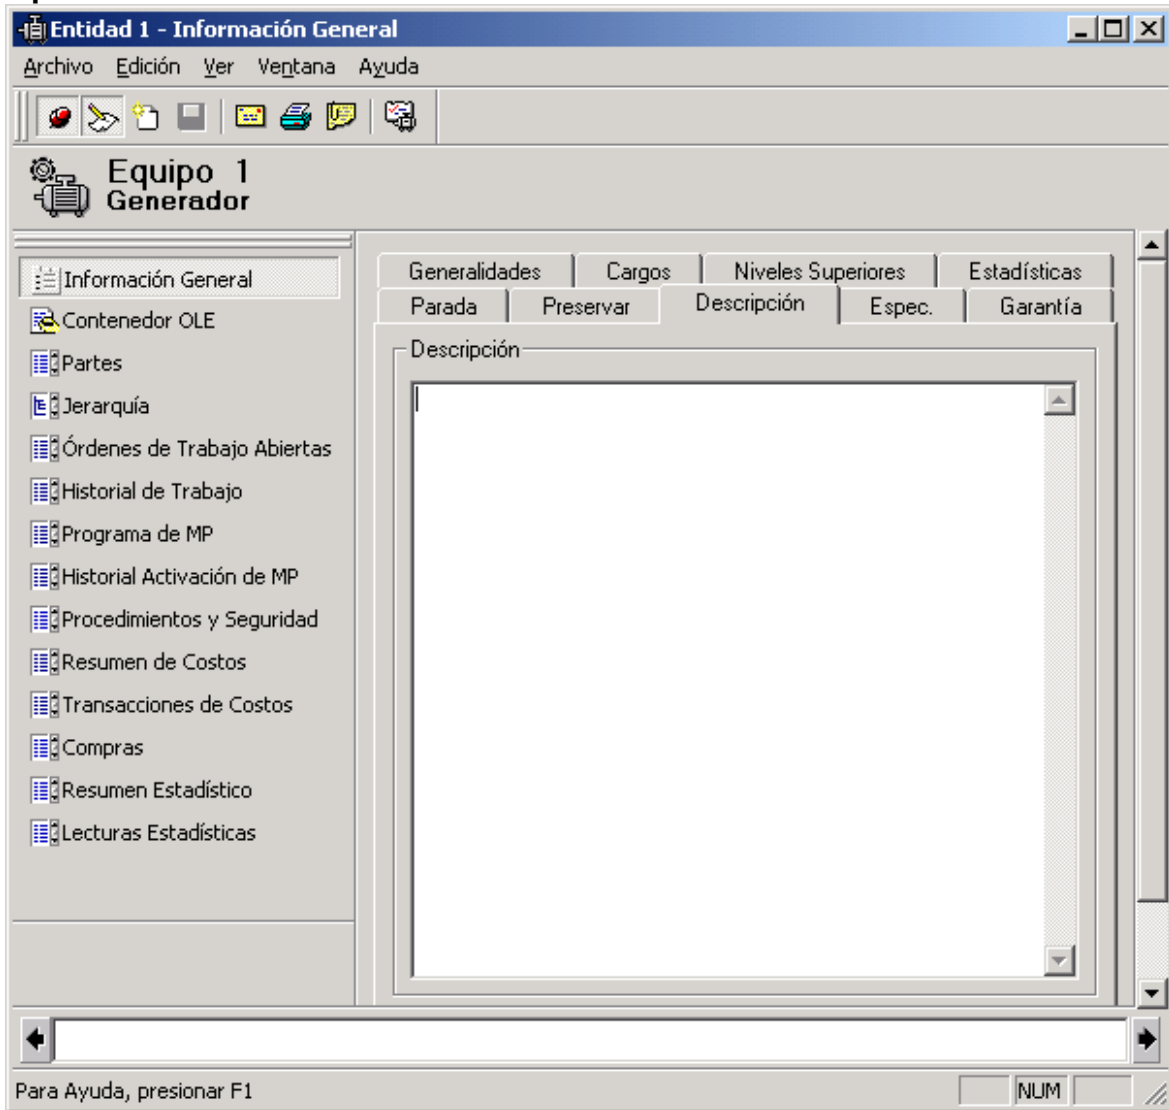 Entidad 1 - Información General
Archivo Edición Ver Ventana Ayuda
Equipo 1
Generador
Información General
Contenedor OLE
Partes
Jerarquía
Órdenes de Trabajo Abiertas
Historial de Trabajo
Programa de MP
Historial Activación de MP
Procedimientos y Seguridad
Resumen de Costos
Transacciones de Costos
Compras
Resumen Estadístico
Lecturas Estadísticas
Generalidades Cargos Niveles Superiores Estadísticas
Parada Preservar Descripción Espec. Garantía
Descripción
Para Ayuda, presionar F1 NUM